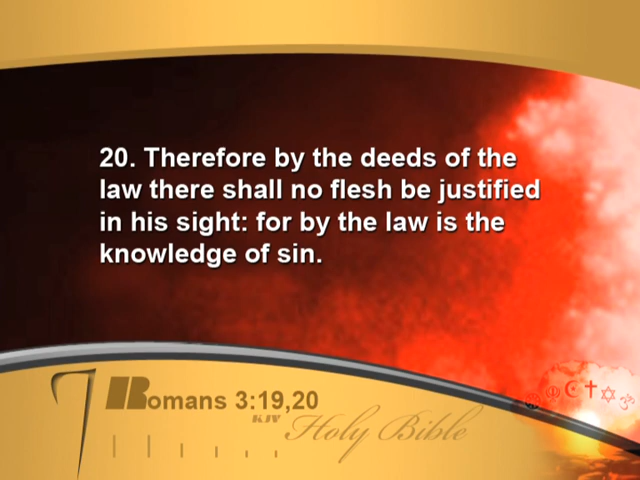 20. Therefore by the deeds of the
law there shall no flesh be justified
in his sight: for by the law is the
knowledge of sin.
Romans 3:19,20
KJV
Holy Bible